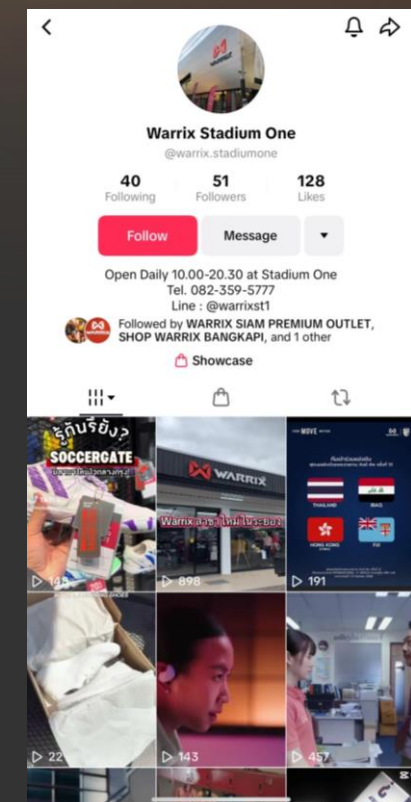 WARRIX
Warrix Stadium One
@warrix.stadiumone
40
Following
51
Followers
128
Likes
Follow
Message
Open Daily 10.00-20.30 at Stadium One
Tel. 082-359-5777
Line : @warrixst1
Followed by WARRIX SIAM PREMIUM OUTLET,
SHOP WARRIX BANGKAPI, and 1 other
Showcase
รู้กันรึยัง?
SOCCERGATE
145
WARRIX
Warrix สาขาใหม่ในระยอง
898
MOVE
THAILAND
IRAQ
HONG KONG
FIJI
191
22
143
457